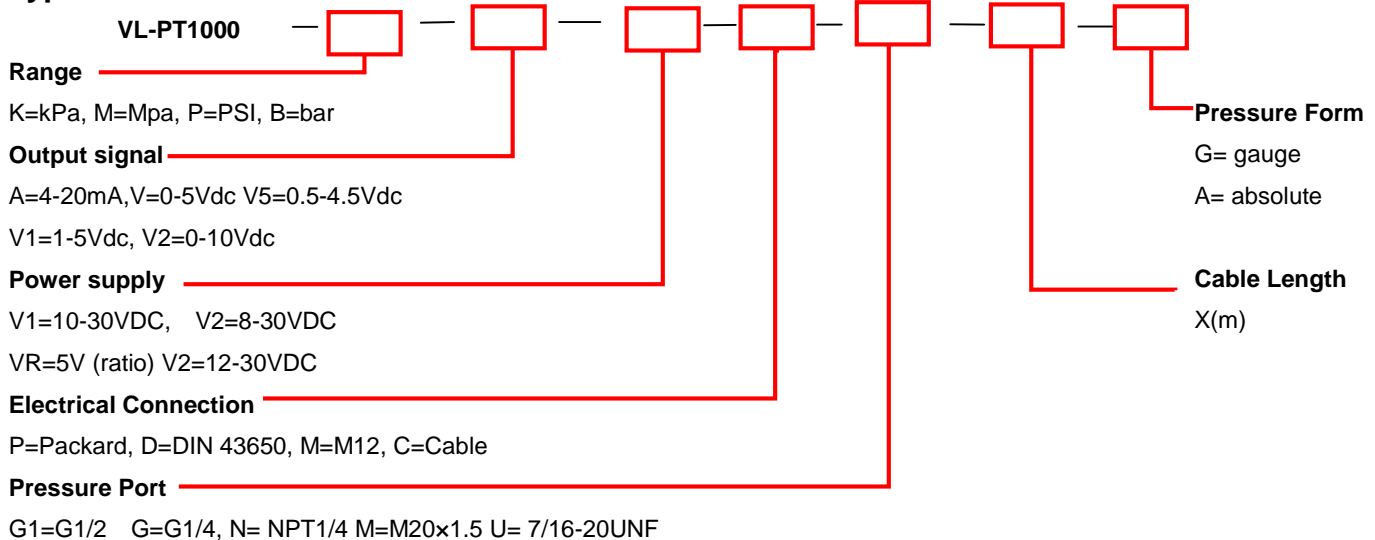 VL-PT1000
Range
K=kPa, M=Mpa, P=PSI, B=bar
Pressure Form
Output signal
G= gauge
A=4-20mA,V=0-5Vdc V5=0.5-4.5Vdc
A= absolute
V1=1-5Vdc, V2=0-10Vdc
Power supply
Cable Length
V1=10-30VDC, V2=8-30VDC
X(m)
VR=5V (ratio) V2=12-30VDC
Electrical Connection
P=Packard, D=DIN 43650, M=M12, C=Cable
Pressure Port
G1=G1/2 G=G1/4, N= NPT1/4 M=M20×1.5 U= 7/16-20UNF